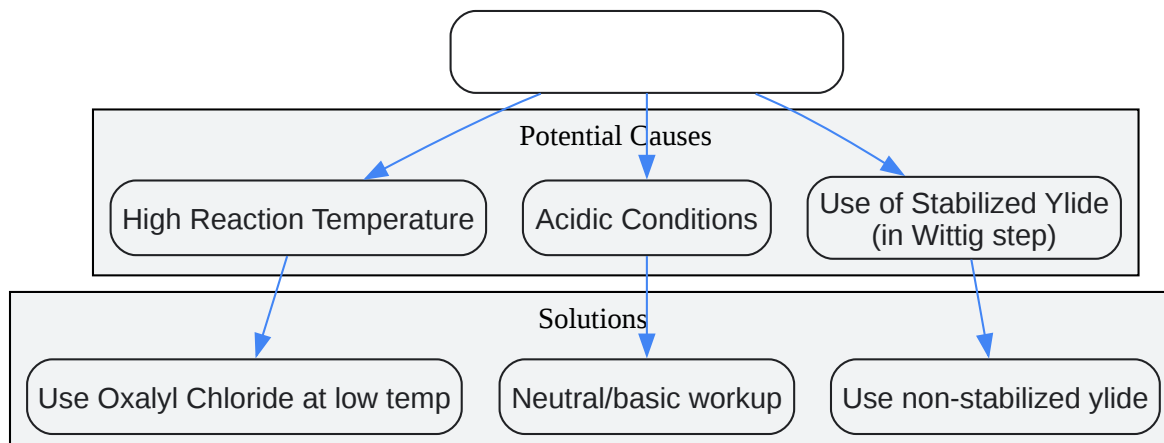 Potential Causes
High Reaction Temperature
Acidic Conditions
Use of Stabilized Ylide
(in Wittig step)
Solutions
Use Oxalyl Chloride at low temp
Neutral/basic workup
Use non-stabilized ylide